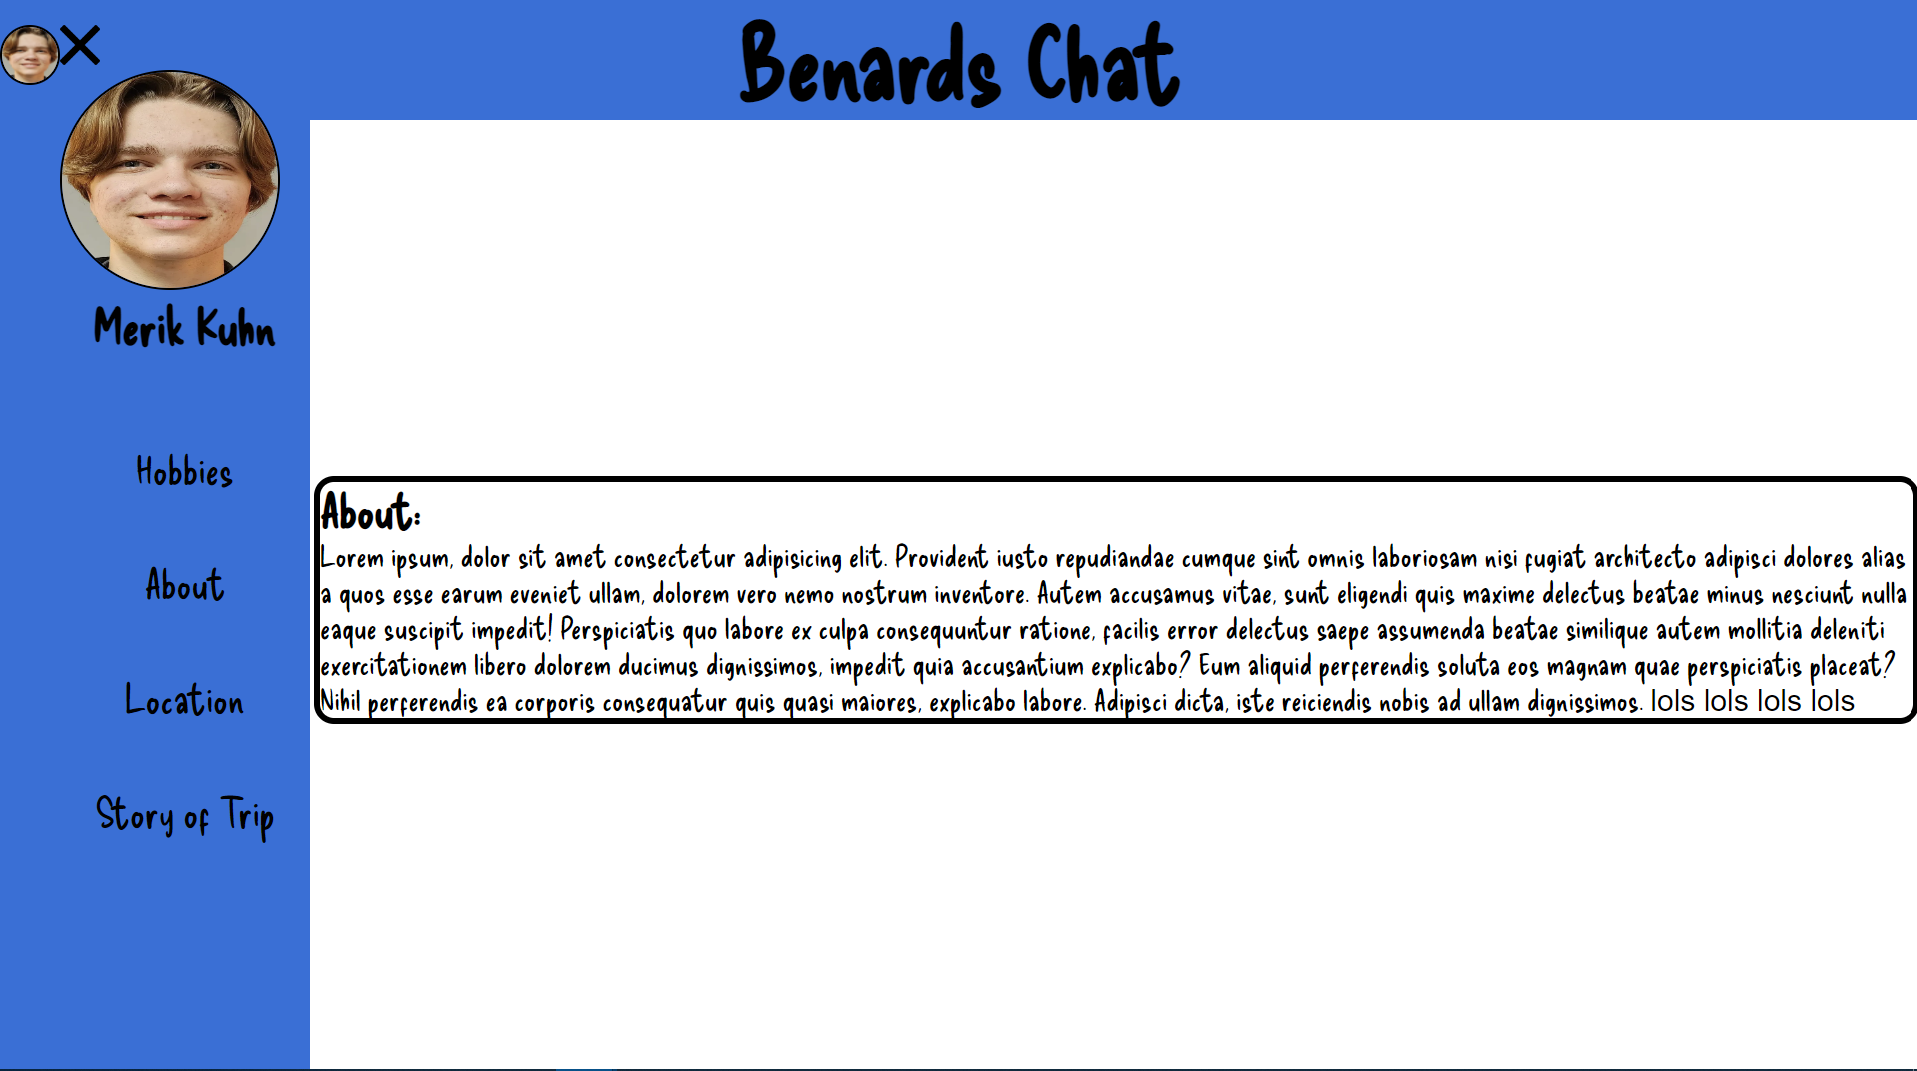 Benards Chat
Merik Kuhn
Hobbies
About
Location
Story of Trip
About:
Lorem ipsum, dolor sit amet consectetur adipisicing elit. Provident iusto repudiandae cumque sint omnis laboriosam nisi fugiat architecto adipisci dolores alias
a quos esse earum eveniet ullam, dolorem vero nemo nostrum inventore. Autem accusamus vitae, sunt eligendi quis maxime delectus beatae minus nesciunt nulla
eaque suscipit impedit! Perspiciatis quo labore ex culpa consequuntur ratione, facilis error delectus saepe assumenda beatae similique autem mollitia deleniti
exercitationem libero dolorem ducimus dignissimos, impedit quia accusantium explicabo? Eum aliquid perferendis soluta eos magnam quae perspiciatis placeat?
Nihil perferendis ea corporis consequatur quis quasi maiores, explicabo labore. Adipisci dicta, iste reiciendis nobis ad ullam dignissimos. lols lols lols lols